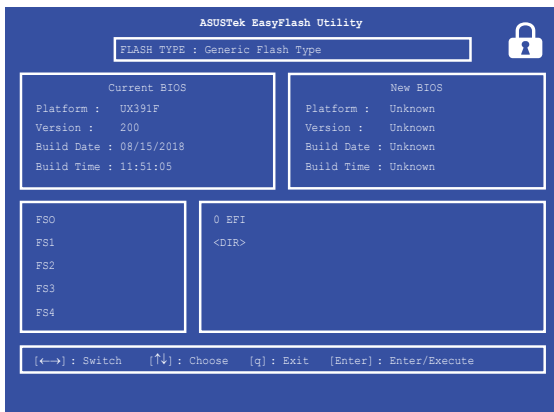 ASUSTek EasyFlash Utility
FLASH TYPE : Generic Flash Type
Current BIOS
Platform : UX391F
Version : 200
Build Date : 08/15/2018
Build Time : 11:51:05
New BIOS
Platform : Unknown
Version : Unknown
Build Date : Unknown
Build Time : Unknown
FSO
FS1
FS2
FS3
FS4
0 EFI
<DIR>
[←→] : Switch [↑↓] : Choose [q] : Exit [Enter] : Enter/Execute